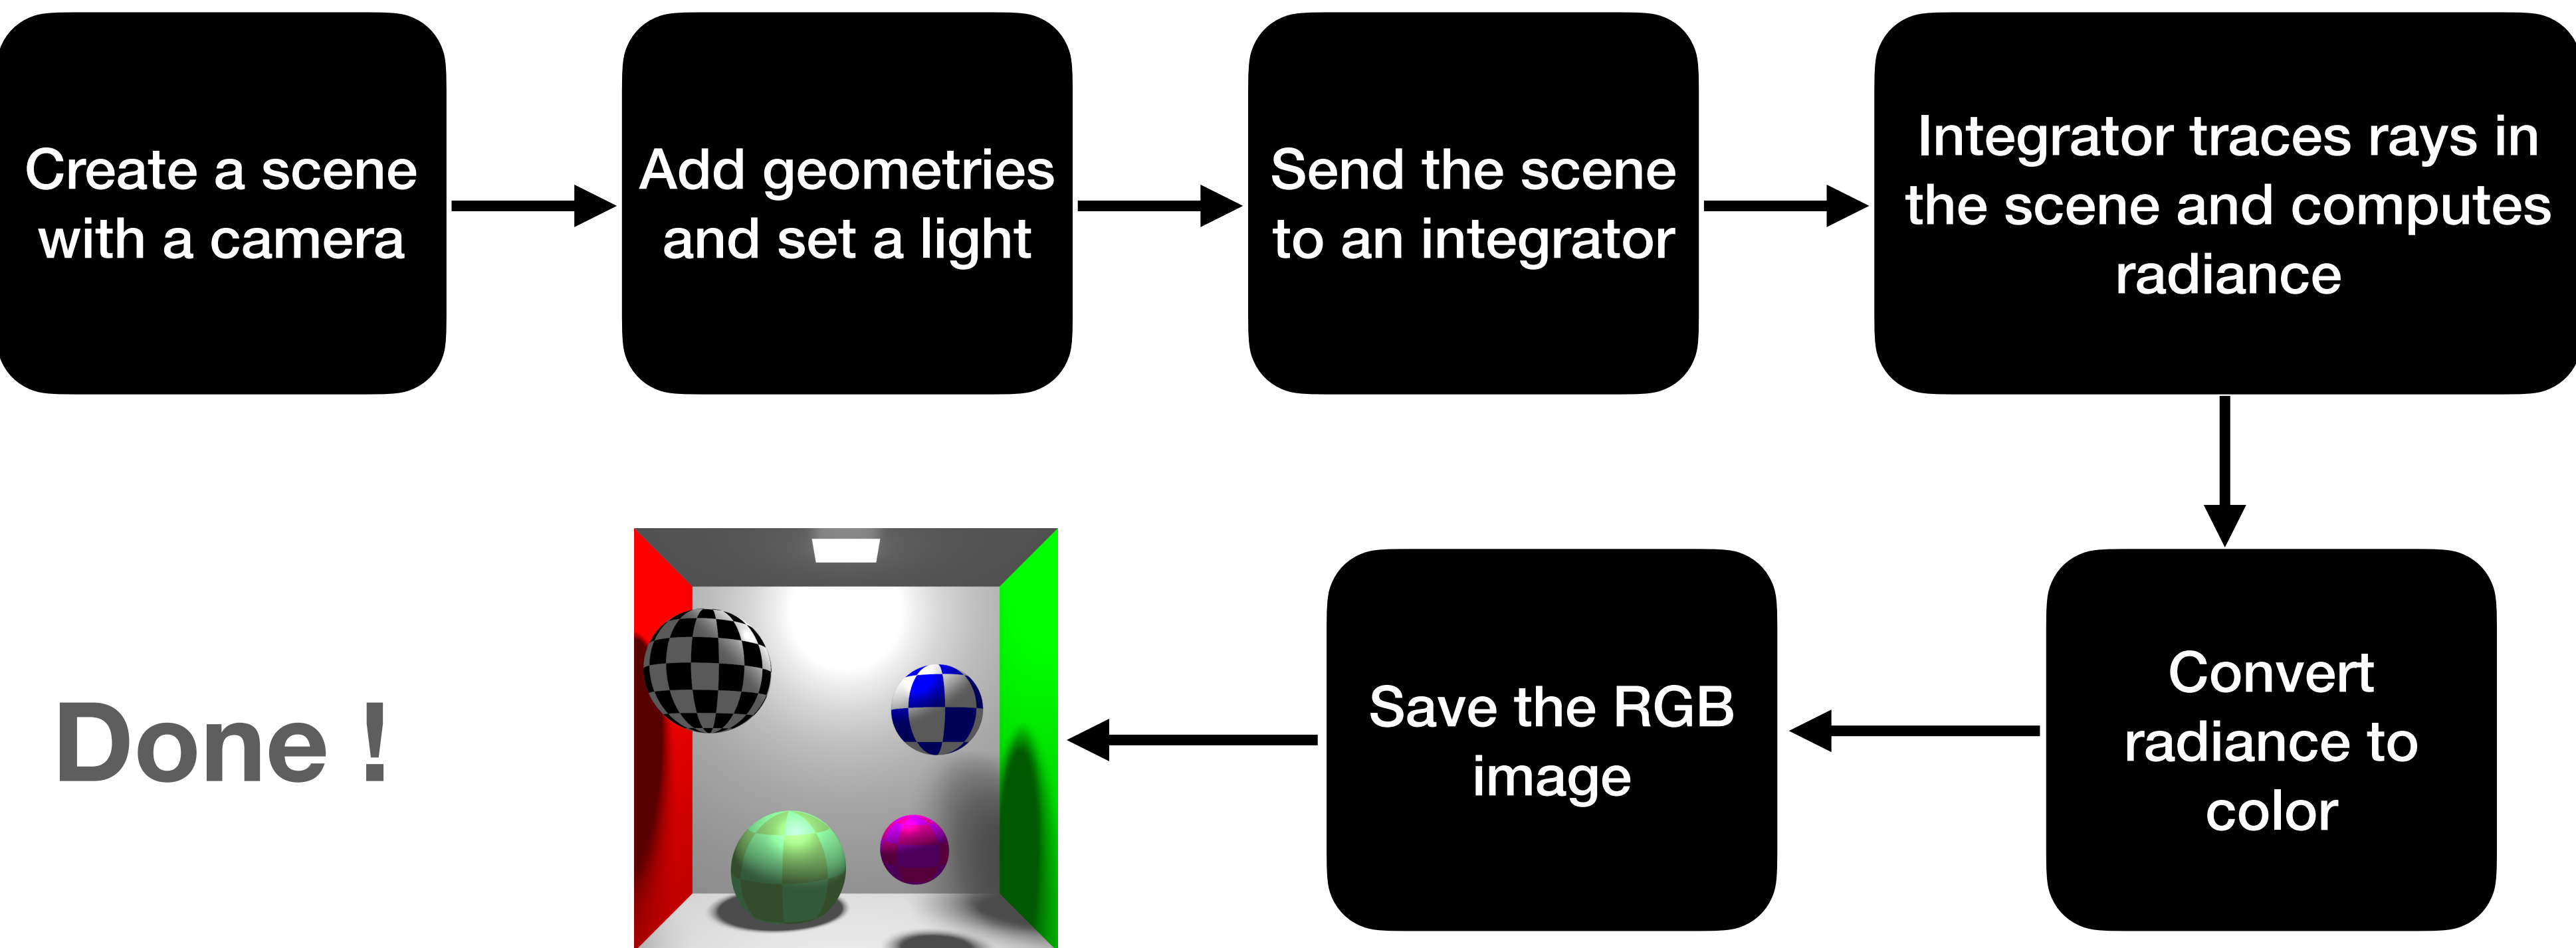 Create a scene
with a camera
Add geometries
and set a light
Send the scene
to an integrator
Integrator traces rays in
the scene and computes
radiance
Convert
radiance to
color
Save the RGB
image
Done !